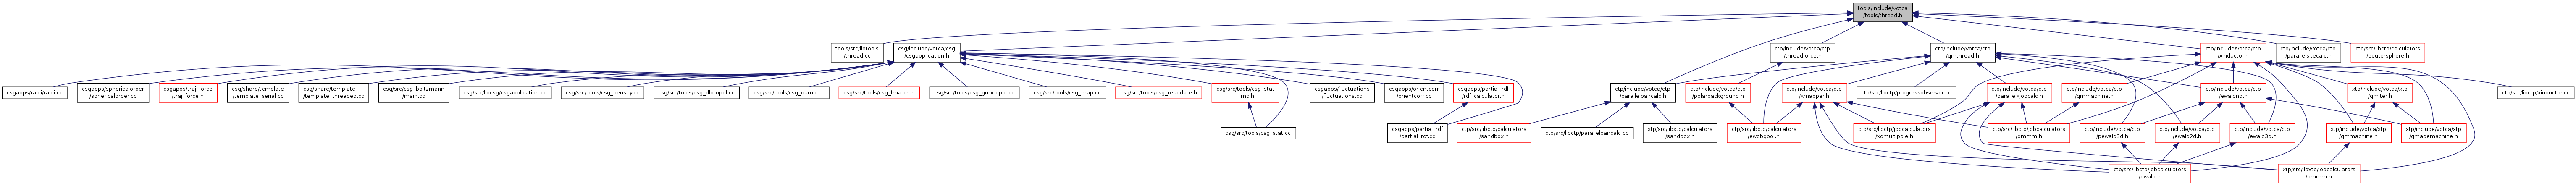 tools/include/votca
/tools/thread.h
tools/src/libtools
/thread.cc
csg/include/votca/csg
/csgapplication.h
ctp/include/votca/ctp
/threadforce.h
ctp/include/votca/ctp
/qmthread.h
ctp/include/votca/ctp
/xinductor.h
ctp/include/votca/ctp
/parallelsitecalc.h
ctp/src/libctp/calculators
/eoutersphere.h
csgapps/radii/radii.cc
csgapps/sphericalorder
/sphericalorder.cc
csgapps/traj_force
/traj_force.h
csg/share/template
/template_serial.cc
csg/share/template
/template_threaded.cc
csg/src/csg_boltzmann
/main.cc
csg/src/libcsg/csgapplication.cc
csg/src/tools/csg_density.cc
csg/src/tools/csg_dlptopol.cc
csg/src/tools/csg_dump.cc
csg/src/tools/csg_fmatch.h
csg/src/tools/csg_gmxtopol.cc
csg/src/tools/csg_map.cc
csg/src/tools/csg_reupdate.h
csg/src/tools/csg_stat
_imc.h
csgapps/fluctuations
/fluctuations.cc
csgapps/orientcorr
/orientcorr.cc
csgapps/partial_rdf
/rdf_calculator.h
ctp/include/votca/ctp
/parallelpaircalc.h
ctp/include/votca/ctp
/polarbackground.h
ctp/include/votca/ctp
/xmapper.h
ctp/src/libctp/progressobserver.cc
ctp/include/votca/ctp
/parallelxjobcalc.h
ctp/include/votca/ctp
/qmmachine.h
ctp/include/votca/ctp
/ewaldnd.h
xtp/include/votca/xtp
/qmiter.h
ctp/src/libctp/xinductor.cc
csg/src/tools/csg_stat.cc
csgapps/partial_rdf
/partial_rdf.cc
ctp/src/libctp/calculators
/sandbox.h
ctp/src/libctp/parallelpaircalc.cc
xtp/src/libxtp/calculators
/sandbox.h
ctp/src/libctp/calculators
/ewdbgpol.h
ctp/src/libctp/jobcalculators
/xqmultipole.h
ctp/src/libctp/jobcalculators
/qmmm.h
ctp/include/votca/ctp
/pewald3d.h
ctp/include/votca/ctp
/ewald2d.h
ctp/include/votca/ctp
/ewald3d.h
xtp/include/votca/xtp
/qmmachine.h
xtp/include/votca/xtp
/qmapemachine.h
ctp/src/libctp/jobcalculators
/ewald.h
xtp/src/libxtp/jobcalculators
/qmmm.h